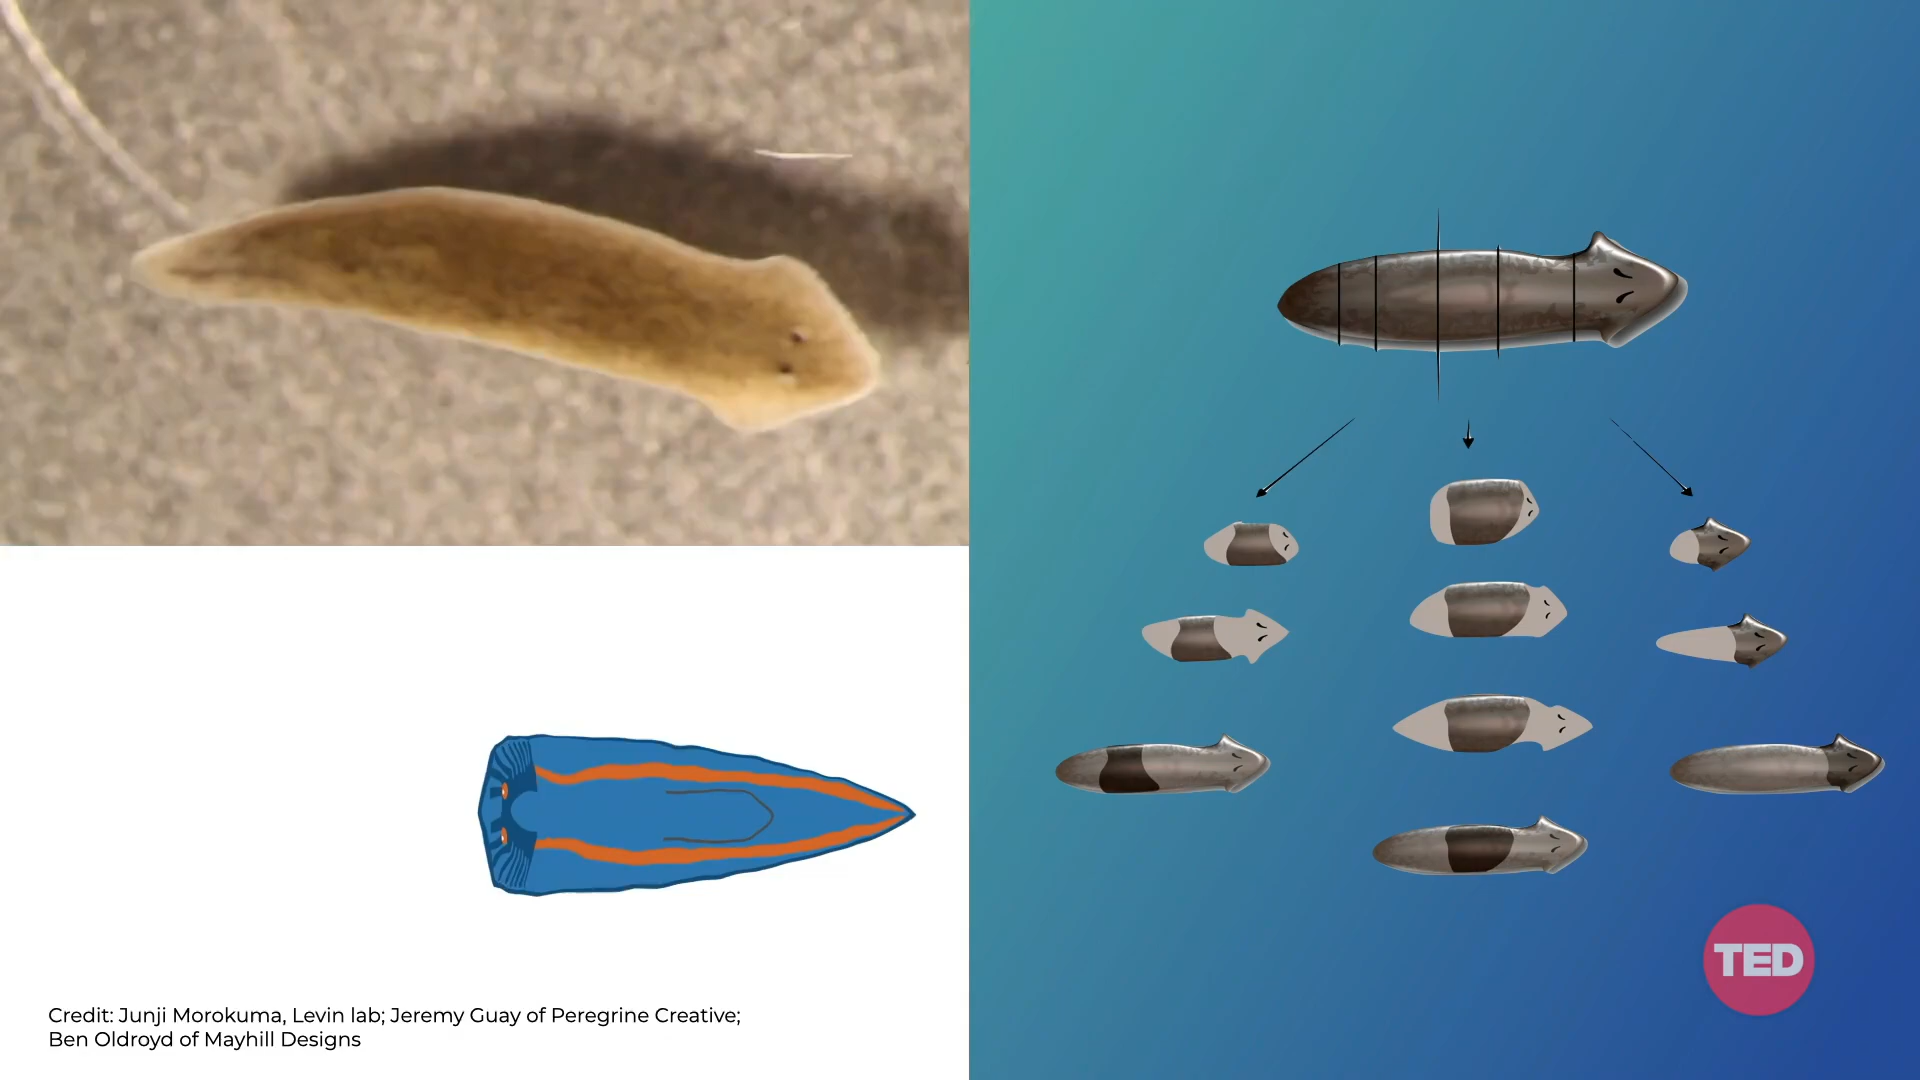 Credit: Junji Morokuma, Levin lab; Jeremy Guay of Peregrine Creative;
Ben Oldroyd of Mayhill Designs
TED